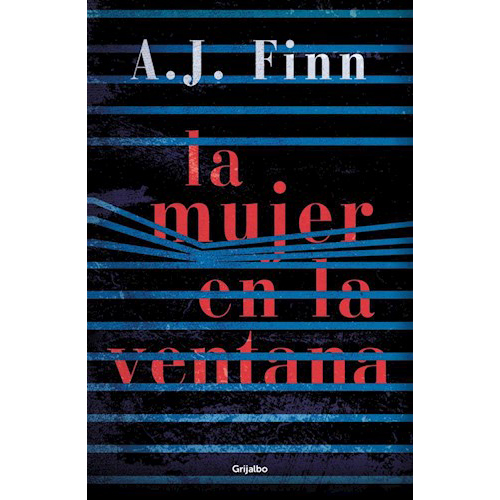 A.J. Finn
la
mujer
en la
ventana
Grijalbo